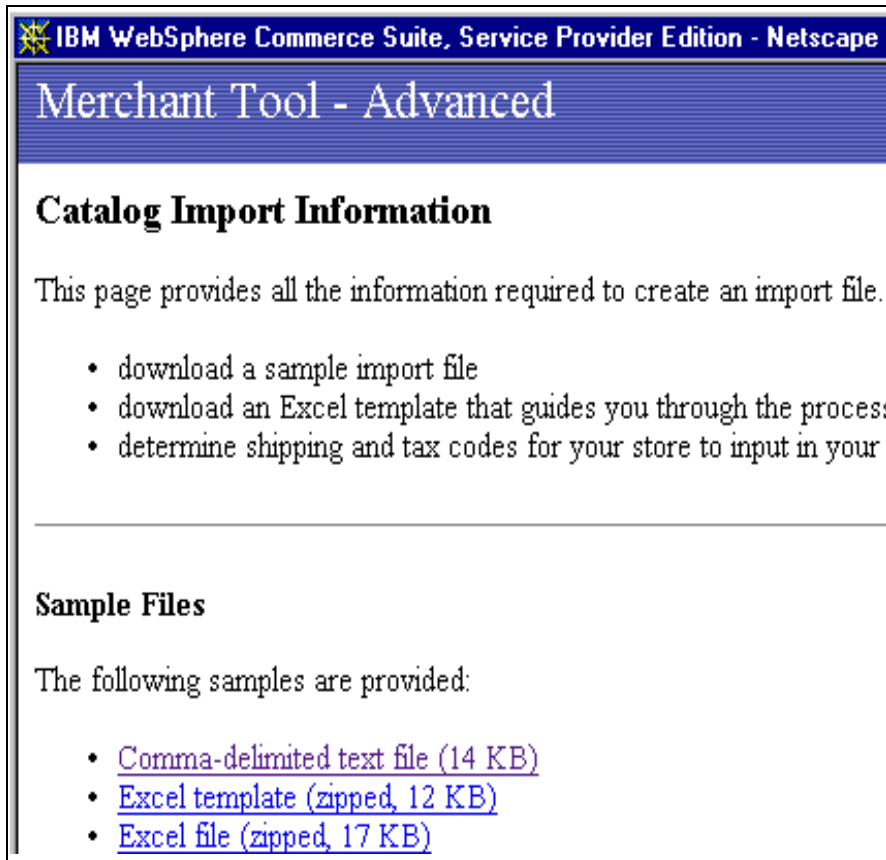 IBM WebSphere Commerce Suite, Service Provider Edition - Netscape
Merchant Tool - Advanced
Catalog Import Information
This page provides all the information required to create an import file.
• download a sample import file
• download an Excel template that guides you through the process
• determine shipping and tax codes for your store to input in your
Sample Files
The following samples are provided:
• Comma-delimited text file (14 KB)
• Excel template (zipped, 12 KB)
• Excel file (zipped, 17 KB)